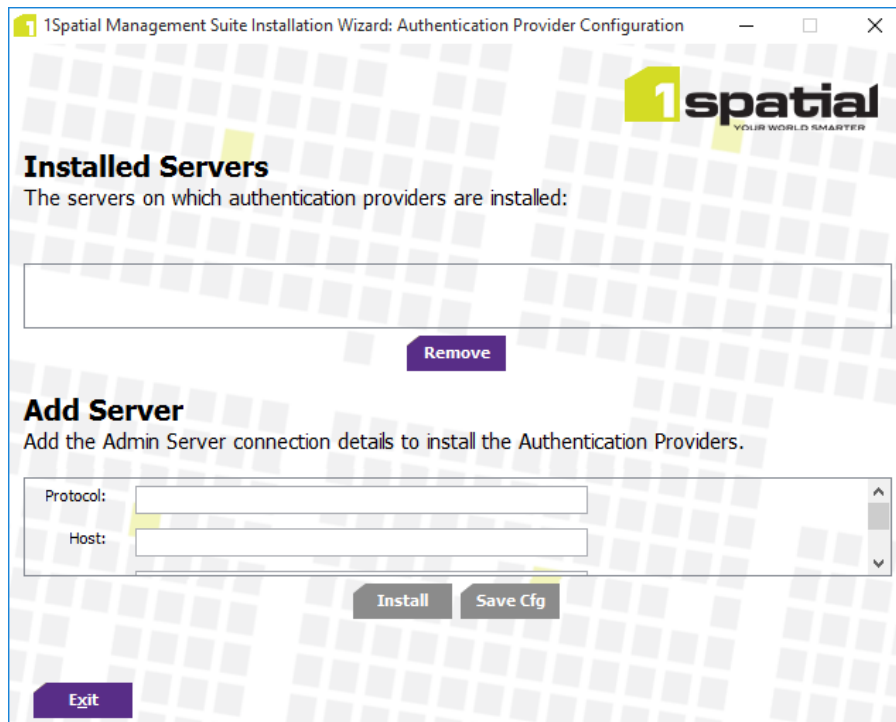 1 1Spatial Management Suite Installation Wizard: Authentication Provider Configuration
1spatial
YOUR WORLD SMARTER
Installed Servers
The servers on which authentication providers are installed:
Remove
Add Server
Add the Admin Server connection details to install the Authentication Providers.
Protocol:
Host:
Install Save Cfg
Exit